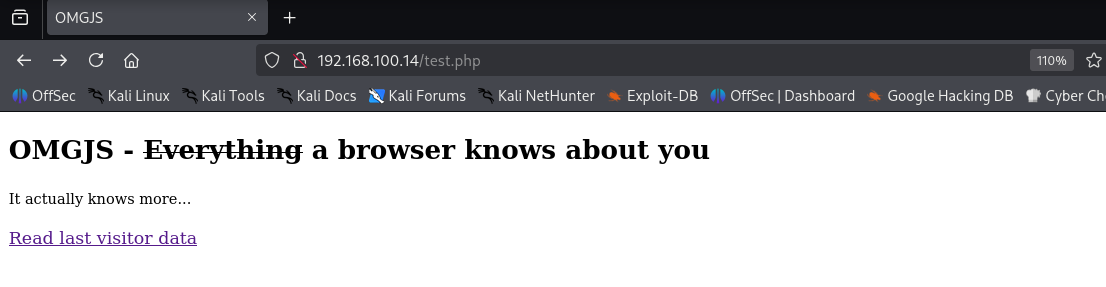 OMGJS
192.168.100.14/test.php
110%
OffSec
Kali Linux
Kali Tools
Kali Docs
Kali Forums
Kali NetHunter
Exploit-DB
OffSec | Dashboard
Google Hacking DB
Cyber Ch
OMGJS - Everything a browser knows about you
It actually knows more...
Read last visitor data